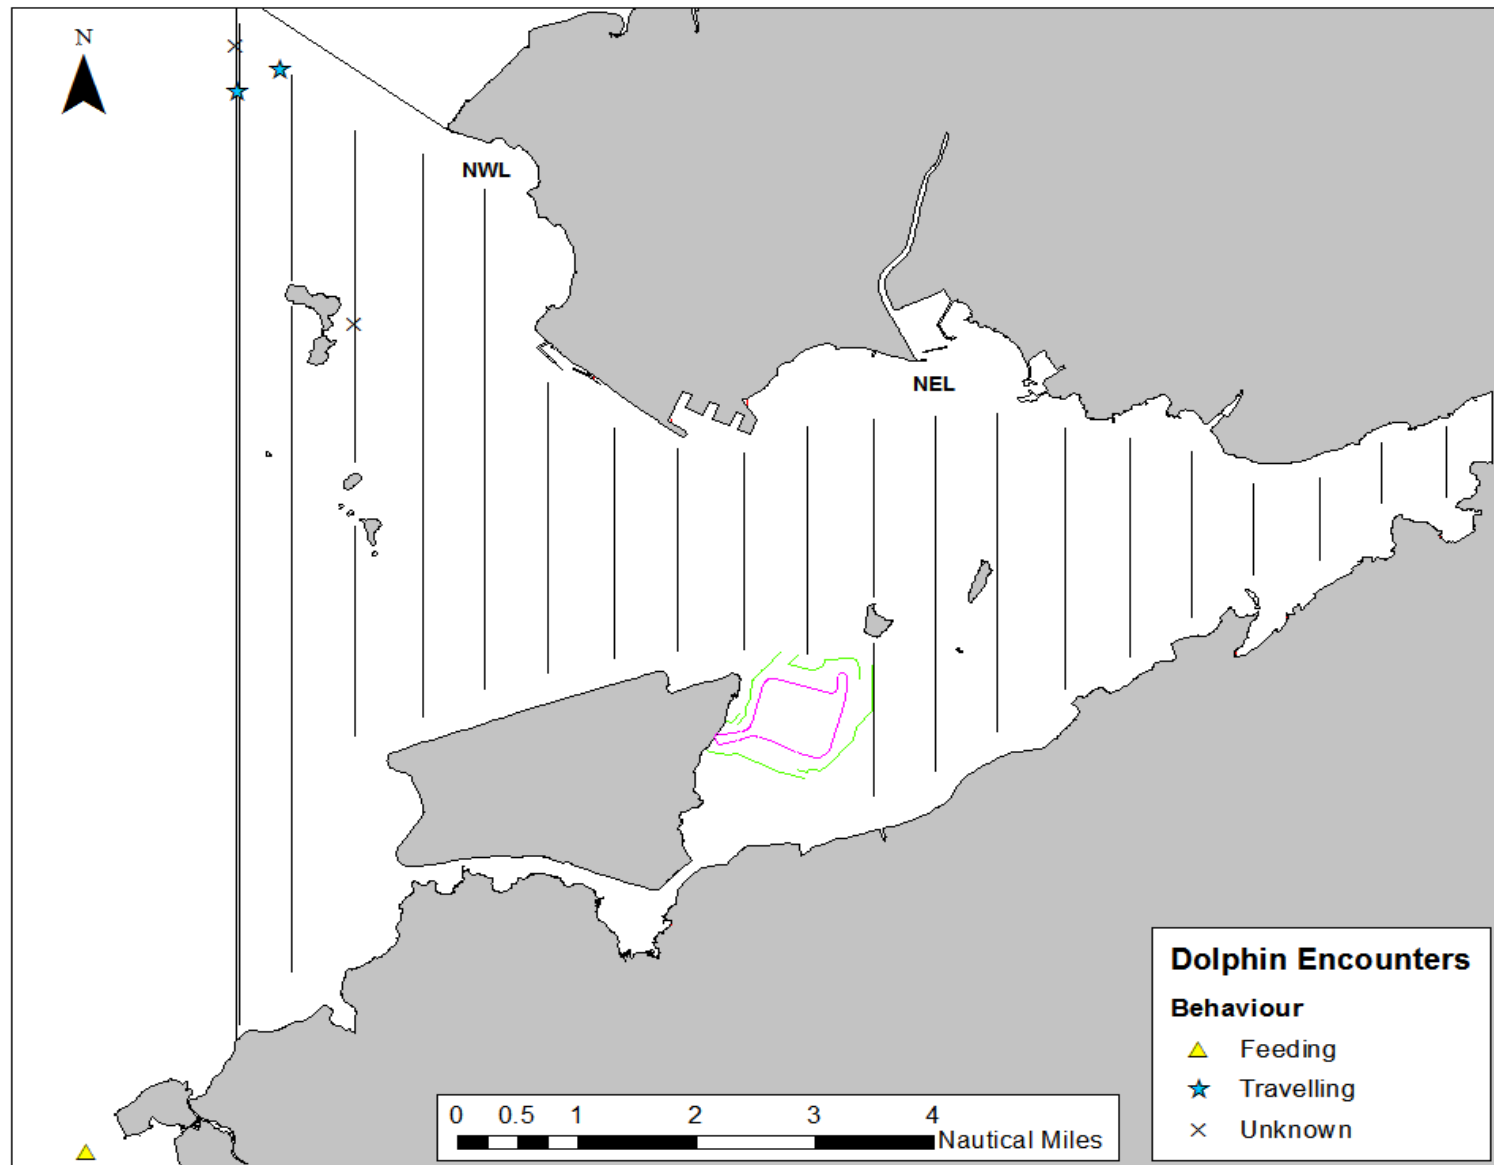 N
NWL
NEL
Dolphin Encounters
Behaviour
Feeding
Travelling
Unknown
0 0.5 1 2 3 4
Nautical Miles